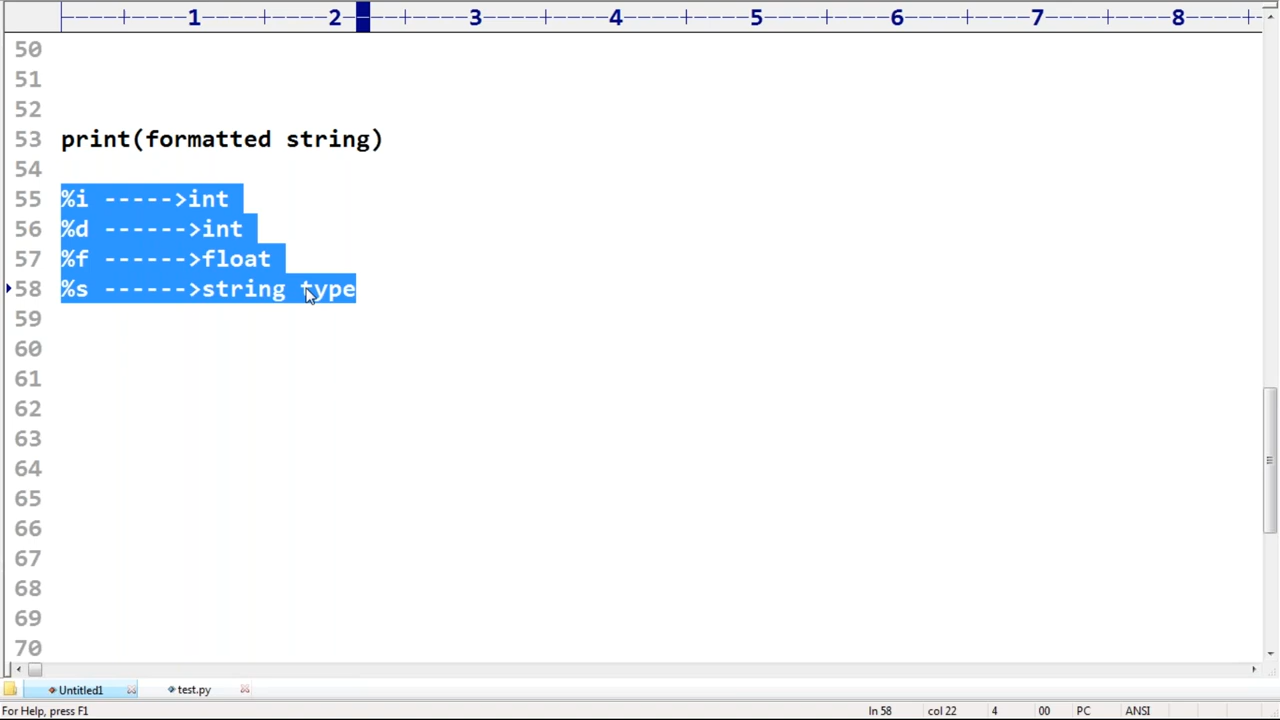 1 2 3 4 5 6 7 8
50
51
52
53 print(formatted string)
54
55 %i ----->int
56 %d ------>int
57 %f ------>float
58 %s ------>string type
59
60
61
62
63
64
65
66
67
68
69
70
Untitled1 test.py
For Help, press F1 ln 58 col 22 4 00 PC ANSI